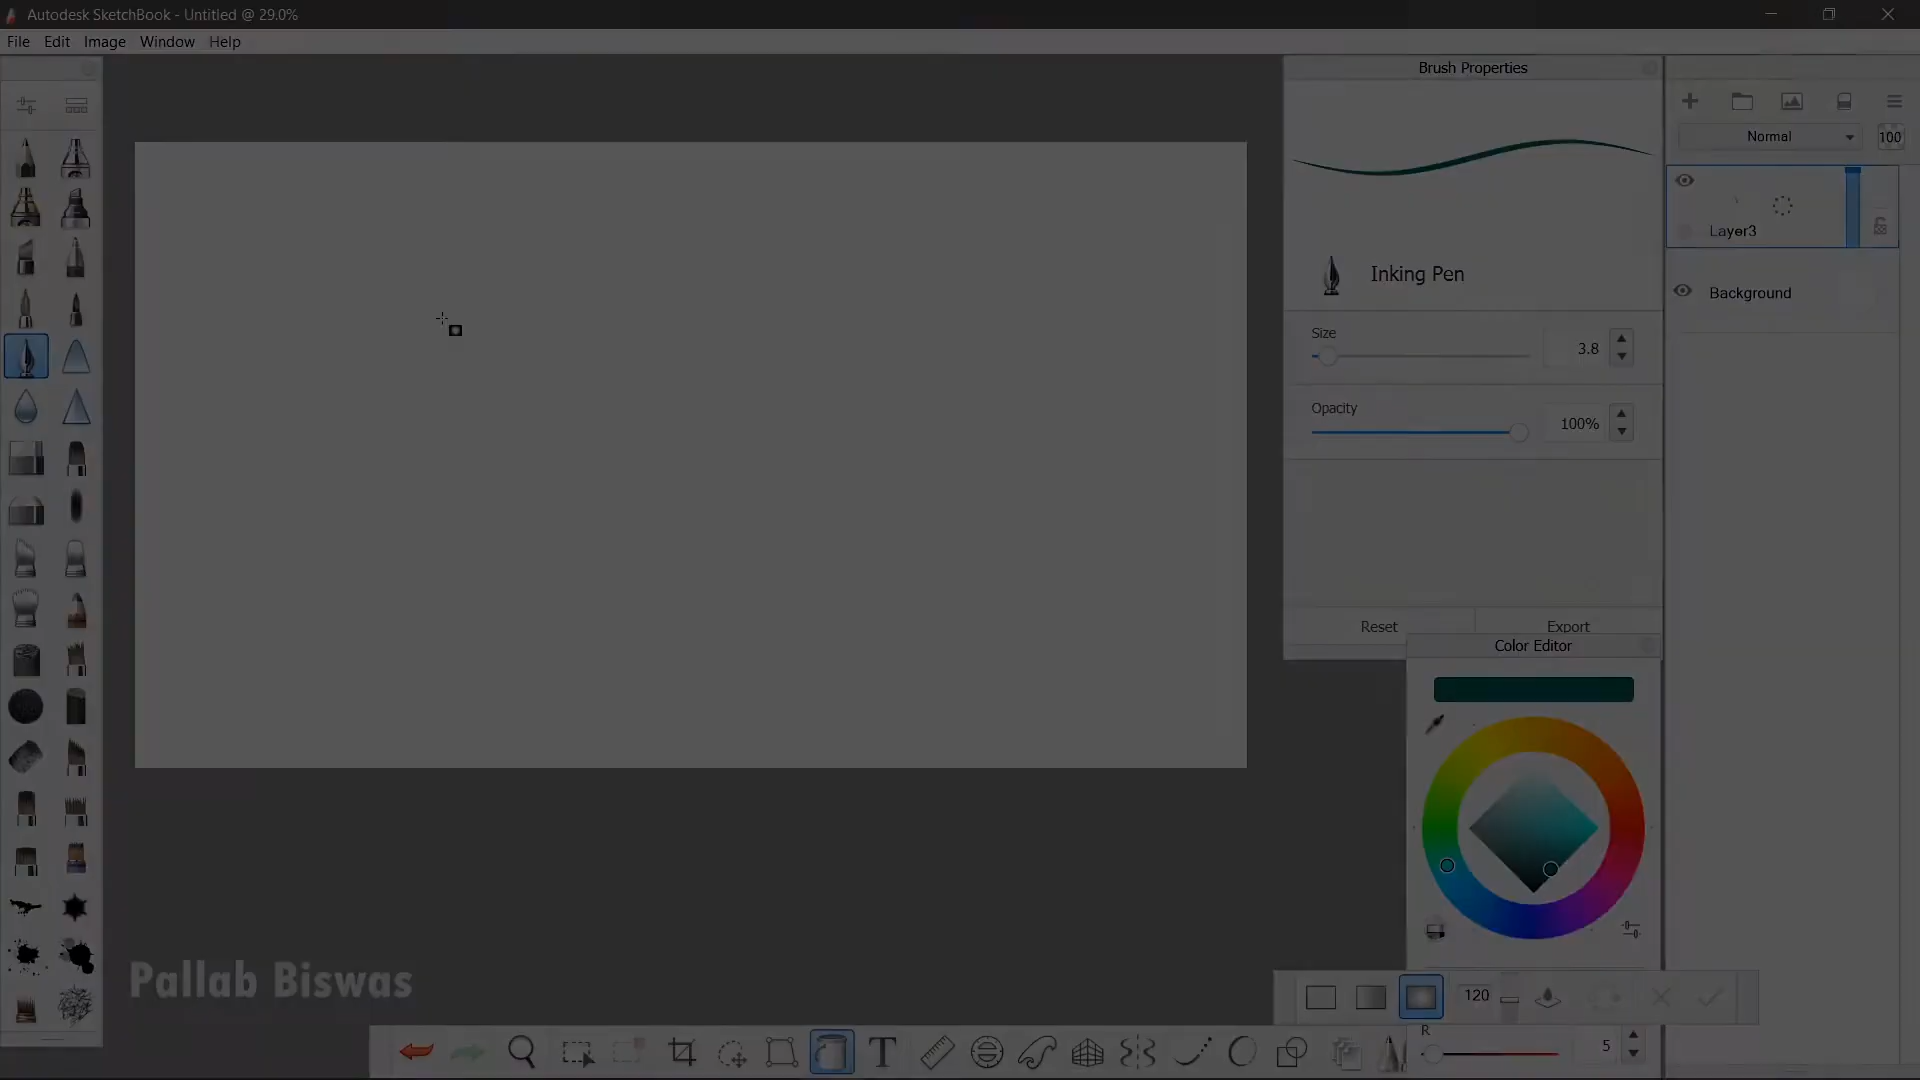 Autodesk SketchBook - Untitled @ 29.0%
File Edit Image Window Help
Brush Properties
Normal
100
Layer3
Inking Pen
Background
Size
3.8
Opacity
100%
Reset
Export
Color Editor
Pallab Biswas
120
T
R
5